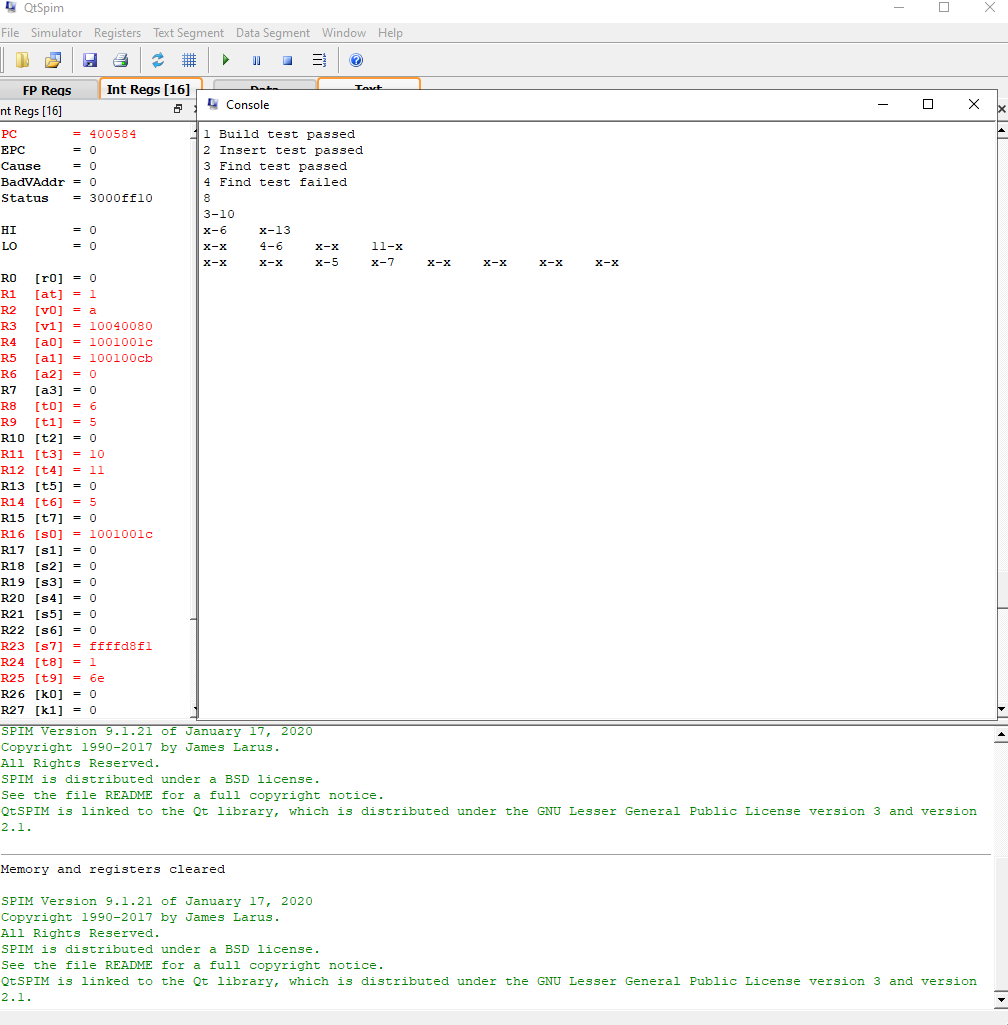 QtSpim
File Simulator Registers Text Segment Data Segment Window Help
FP Regs Int Regs [16] Data Text
nt Regs [16]
Console
PC = 400584
EPC = 0
Cause = 0
BadVAddr = 0
Status = 3000ff10
HI = 0
LO = 0
R0 [r0] = 0
R1 [at] = 1
R2 [v0] = a
R3 [v1] = 10040080
R4 [a0] = 1001001c
R5 [a1] = 100100cb
R6 [a2] = 0
R7 [a3] = 0
R8 [t0] = 6
R9 [t1] = 5
R10 [t2] = 0
R11 [t3] = 10
R12 [t4] = 11
R13 [t5] = 0
R14 [t6] = 5
R15 [t7] = 0
R16 [s0] = 1001001c
R17 [s1] = 0
R18 [s2] = 0
R19 [s3] = 0
R20 [s4] = 0
R21 [s5] = 0
R22 [s6] = 0
R23 [s7] = ffffd8f1
R24 [t8] = 1
R25 [t9] = 6e
R26 [k0] = 0
R27 [k1] = 0
1 Build test passed
2 Insert test passed
3 Find test passed
4 Find test failed
8
3-10
x-6 x-13
x-x 4-6 x-x 11-x
x-x x-x x-5 x-7 x-x x-x x-x x-x
SPIM Version 9.1.21 of January 17, 2020
Copyright 1990-2017 by James Larus.
All Rights Reserved.
SPIM is distributed under a BSD license.
See the file README for a full copyright notice.
QtSPIM is linked to the Qt library, which is distributed under the GNU Lesser General Public License version 3 and version
2.1.
Memory and registers cleared
SPIM Version 9.1.21 of January 17, 2020
Copyright 1990-2017 by James Larus.
All Rights Reserved.
SPIM is distributed under a BSD license.
See the file README for a full copyright notice.
QtSPIM is linked to the Qt library, which is distributed under the GNU Lesser General Public License version 3 and version
2.1.